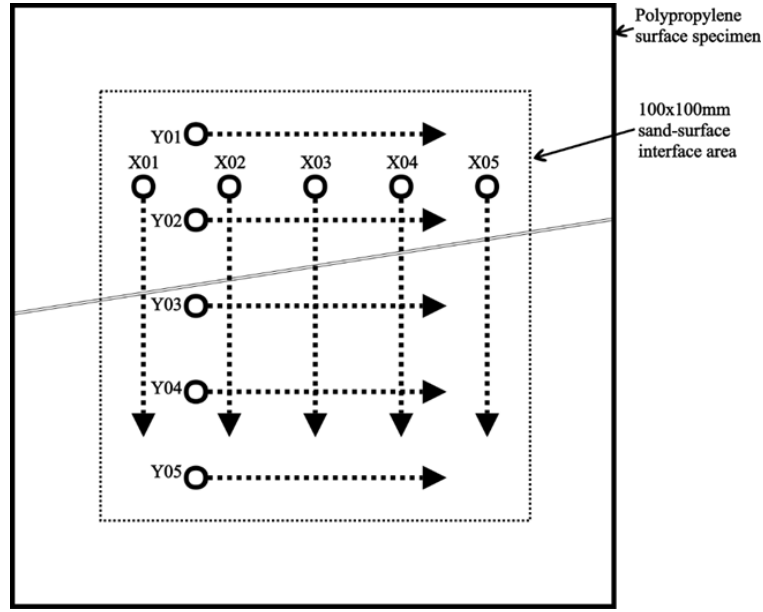 Polypropylene
surface specimen
100x100mm
sand-surface
interface area
Y01
X01 X02 X03 X04 X05
Y02
Y03
Y04
Y05